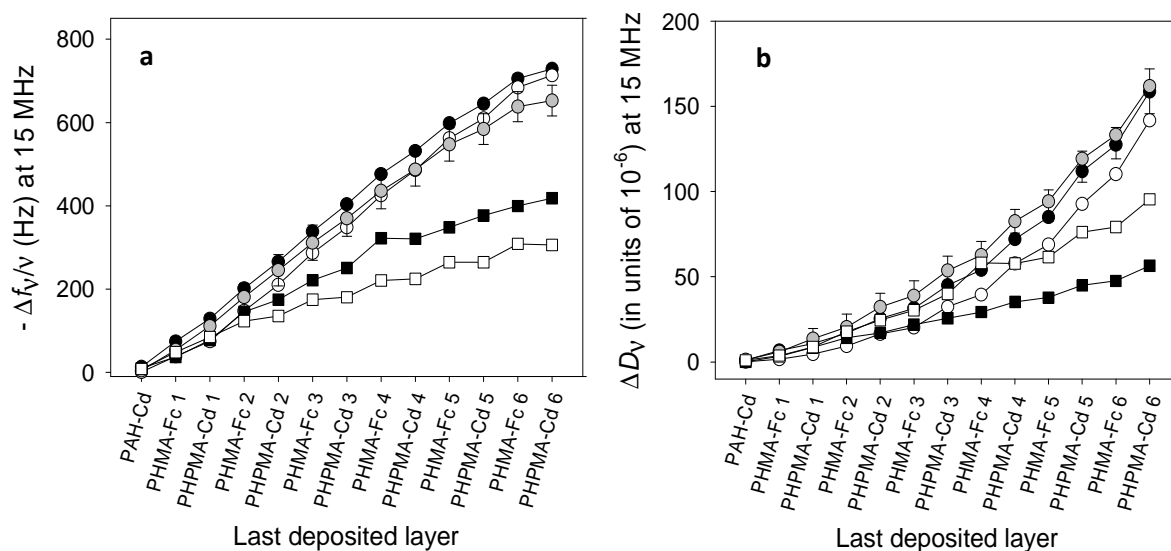 a
800
600
400
200
0
- Δfν/ν (Hz) at 15 MHz
PAH-Cd
PHMA-Fc 1
PHPMA-Cd 1
PHMA-Fc 2
PHPMA-Cd 2
PHMA-Fc 3
PHPMA-Cd 3
PHMA-Fc 4
PHPMA-Cd 4
PHMA-Fc 5
PHPMA-Cd 5
PHMA-Fc 6
PHPMA-Cd 6
Last deposited layer
b
200
150
100
50
0
ΔDν (in units of 10-6) at 15 MHz
PAH-Cd
PHMA-Fc 1
PHPMA-Cd 1
PHMA-Fc 2
PHPMA-Cd 2
PHMA-Fc 3
PHPMA-Cd 3
PHMA-Fc 4
PHPMA-Cd 4
PHMA-Fc 5
PHPMA-Cd 5
PHMA-Fc 6
PHPMA-Cd 6
Last deposited layer